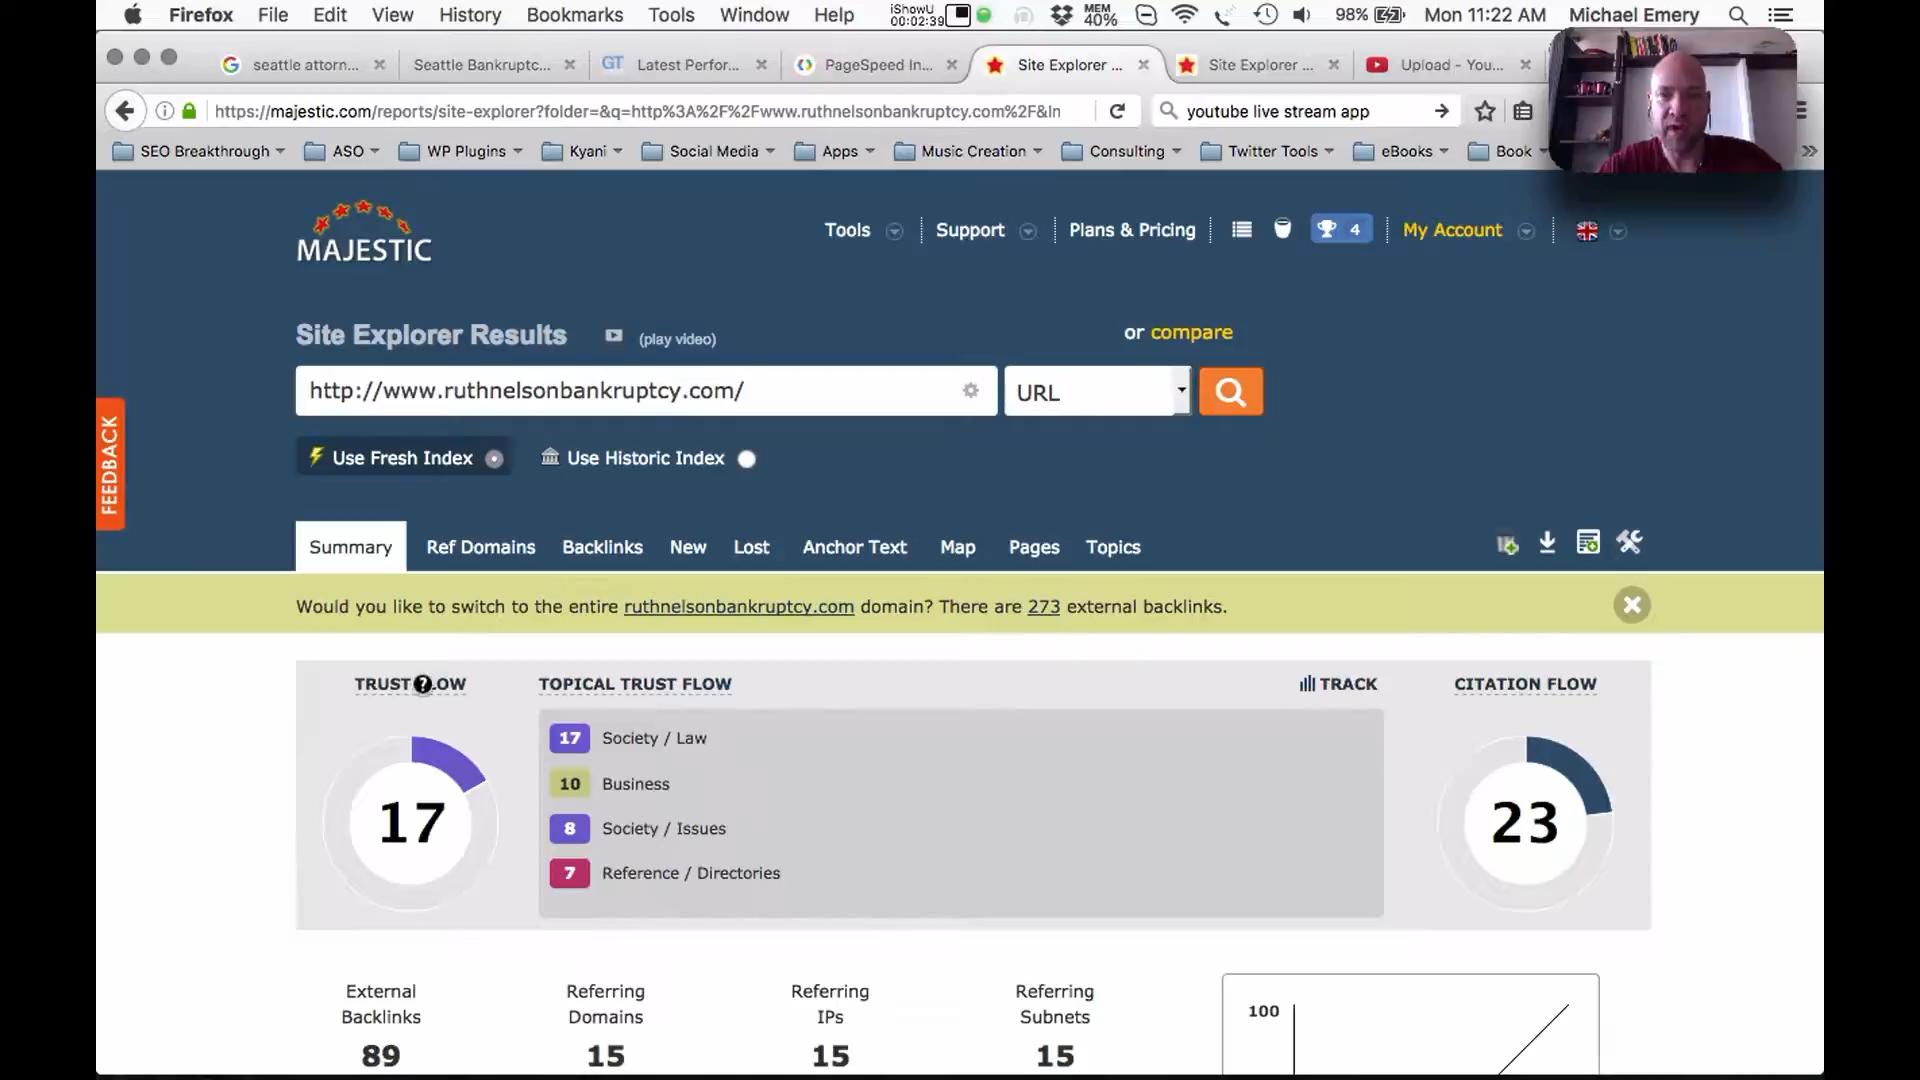 Firefox File Edit View History Bookmarks Tools Window Help iShowU 00:02:39 MEM 40% 98% Mon 11:22 AM Michael Emery
seattle attorn... Seattle Bankruptc... GT Latest Perfor... PageSpeed In... Site Explorer ... Site Explorer ... Upload - You...
https://majestic.com/reports/site-explorer?folder=&q=http%3A%2F%2Fwww.ruthnelsonbankruptcy.com%2F&In youtube live stream app
SEO Breakthrough ASO WP Plugins Kyani Social Media Apps Music Creation Consulting Twitter Tools eBooks Book
MAJESTIC
Tools Support Plans & Pricing 4 My Account
Site Explorer Results (play video) or compare
http://www.ruthnelsonbankruptcy.com/ URL
Use Fresh Index Use Historic Index
FEEDBACK
Summary Ref Domains Backlinks New Lost Anchor Text Map Pages Topics
Would you like to switch to the entire ruthnelsonbankruptcy.com domain? There are 273 external backlinks.
TRUST ?LOW TOPICAL TRUST FLOW TRACK CITATION FLOW
17 Society / Law
10 Business
8 Society / Issues
7 Reference / Directories
17
23
External Backlinks
89
Referring Domains
15
Referring IPs
15
Referring Subnets
15
100